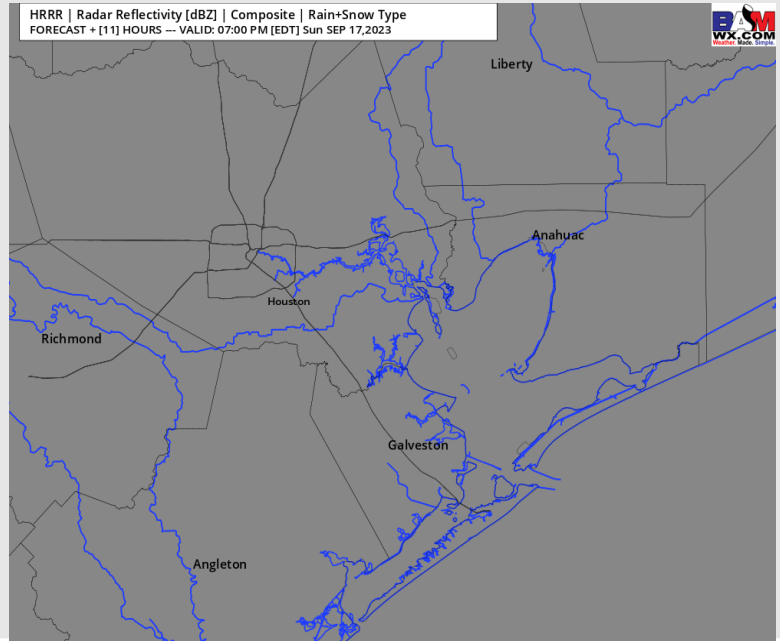 HRRR | Radar Reflectivity [dBZ] | Composite | Rain+Snow Type
FORECAST + [11] HOURS --- VALID: 07:00 PM [EDT] Sun SEP 17,2023
BAM
WX.COM
Weather. Made. Simple.
Liberty
Anahuac
Houston
Richmond
Galveston
Angleton